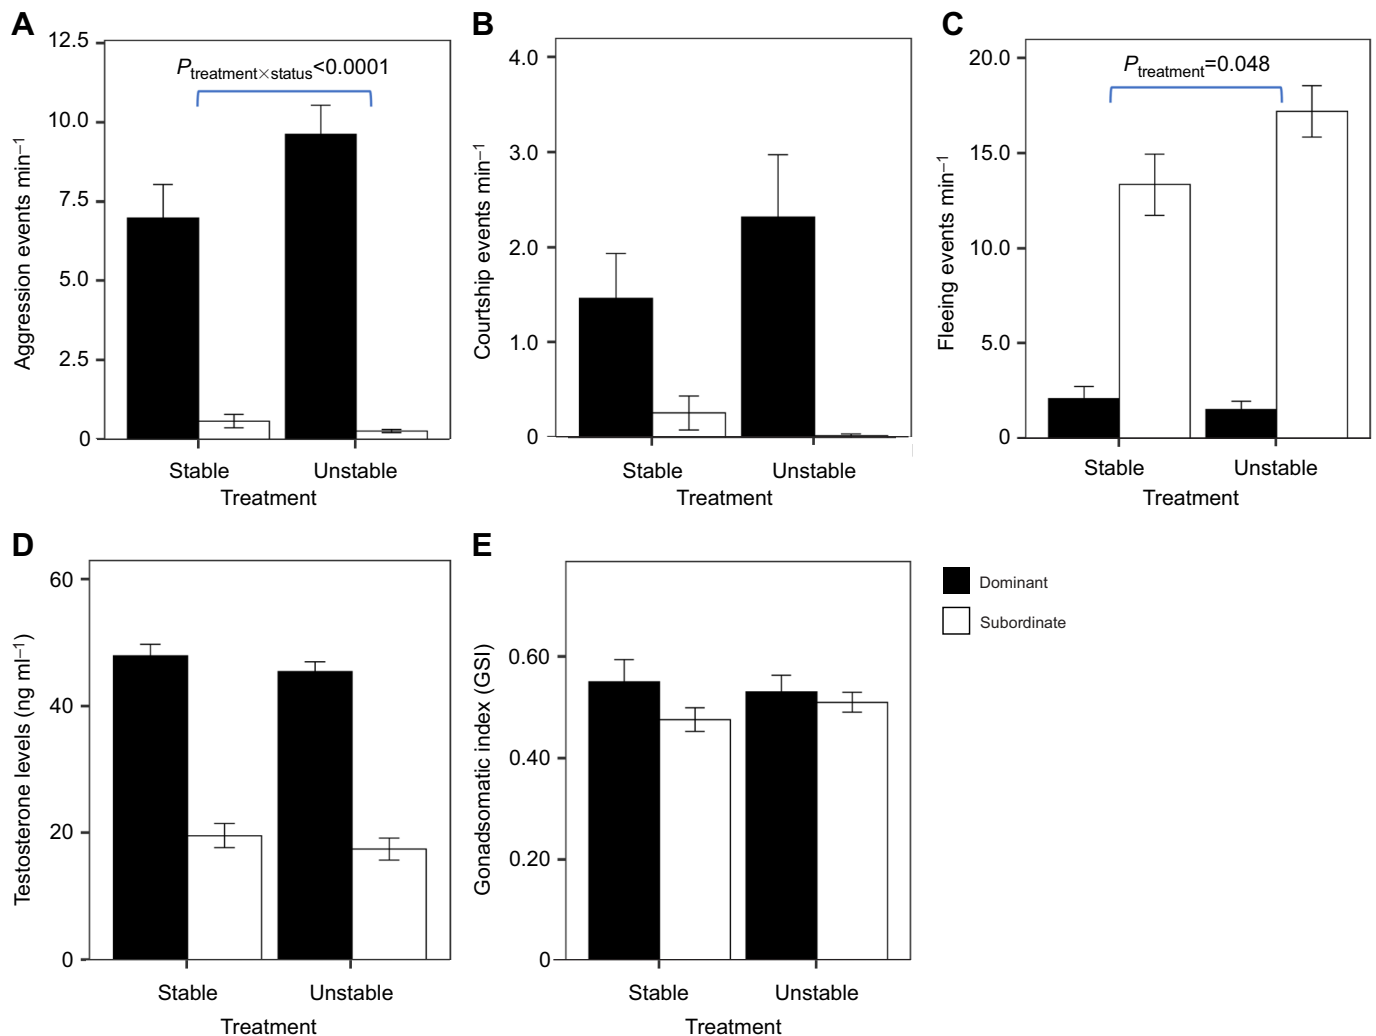 A
12.5
10.0
7.5
5.0
2.5
0
Aggression events min⁻¹
Ptreatment×status<0.0001
Stable
Unstable
Treatment
B
4.0
3.0
2.0
1.0
0
Courtship events min⁻¹
Stable
Unstable
Treatment
C
20.0
15.0
10.0
5.0
0
Fleeing events min⁻¹
Ptreatment=0.048
Stable
Unstable
Treatment
D
60
40
20
0
Testosterone levels (ng ml⁻¹)
Stable
Unstable
Treatment
E
0.60
0.40
0.20
0
Gonadsomatic index (GSI)
Stable
Unstable
Treatment
Dominant
Subordinate